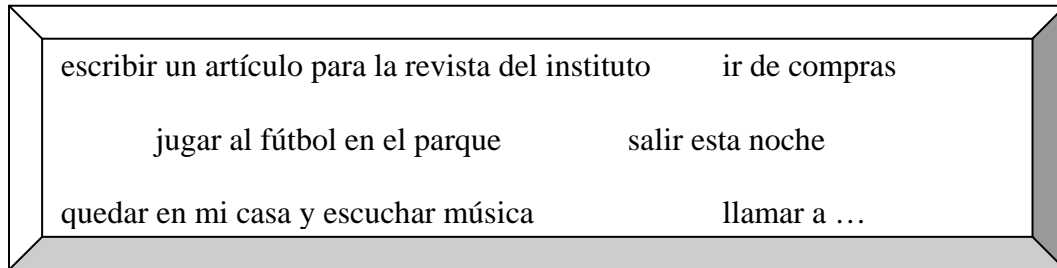 escribir un artículo para la revista del instituto ir de compras
jugar al fútbol en el parque salir esta noche
quedar en mi casa y escuchar música llamar a …